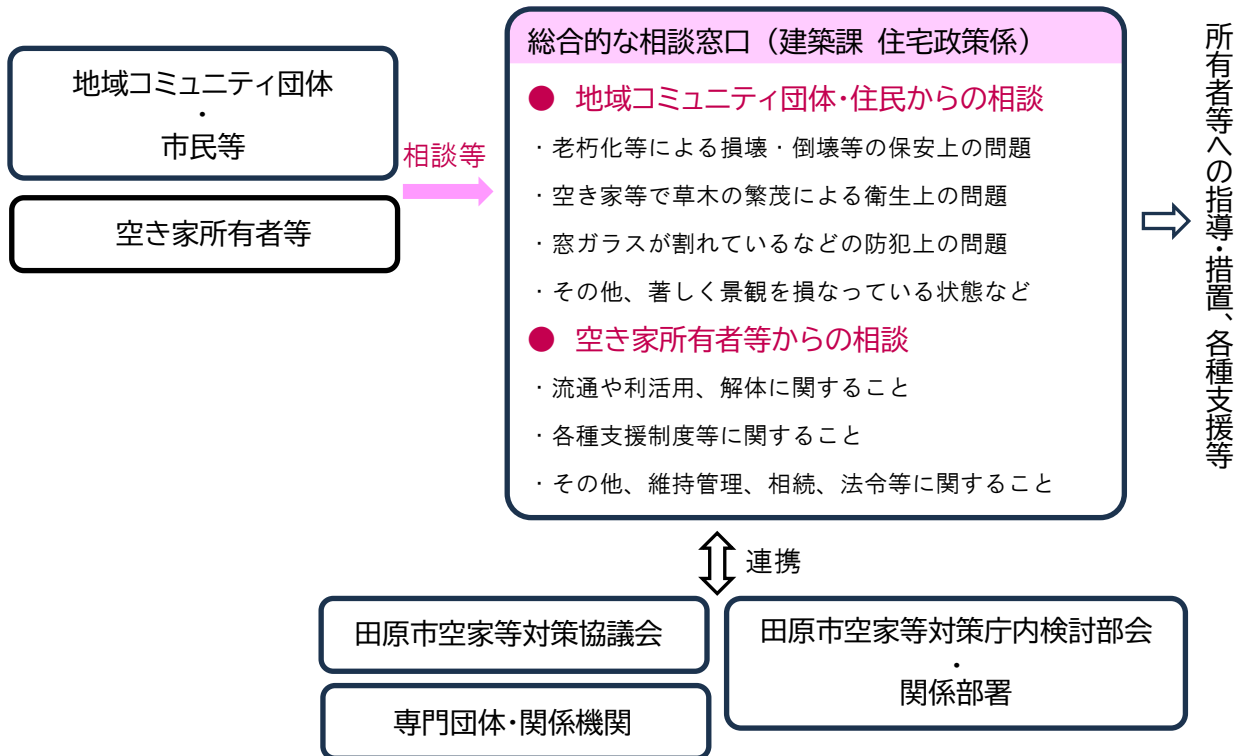 地域コミュニティ団体
・
市民等
空き家所有者等
相談等
総合的な相談窓口（建築課 住宅政策係）
● 地域コミュニティ団体・住民からの相談
・老朽化等による損壊・倒壊等の保安上の問題
・空き家等で草木の繁茂による衛生上の問題
・窓ガラスが割れているなどの防犯上の問題
・その他、著しく景観を損なっている状態など
● 空き家所有者等からの相談
・流通や利活用、解体に関すること
・各種支援制度等に関すること
・その他、維持管理、相続、法令等に関すること
所有者等への指導・措置、各種支援等
連携
田原市空家等対策協議会
専門団体・関係機関
田原市空家等対策庁内検討部会
・
関係部署